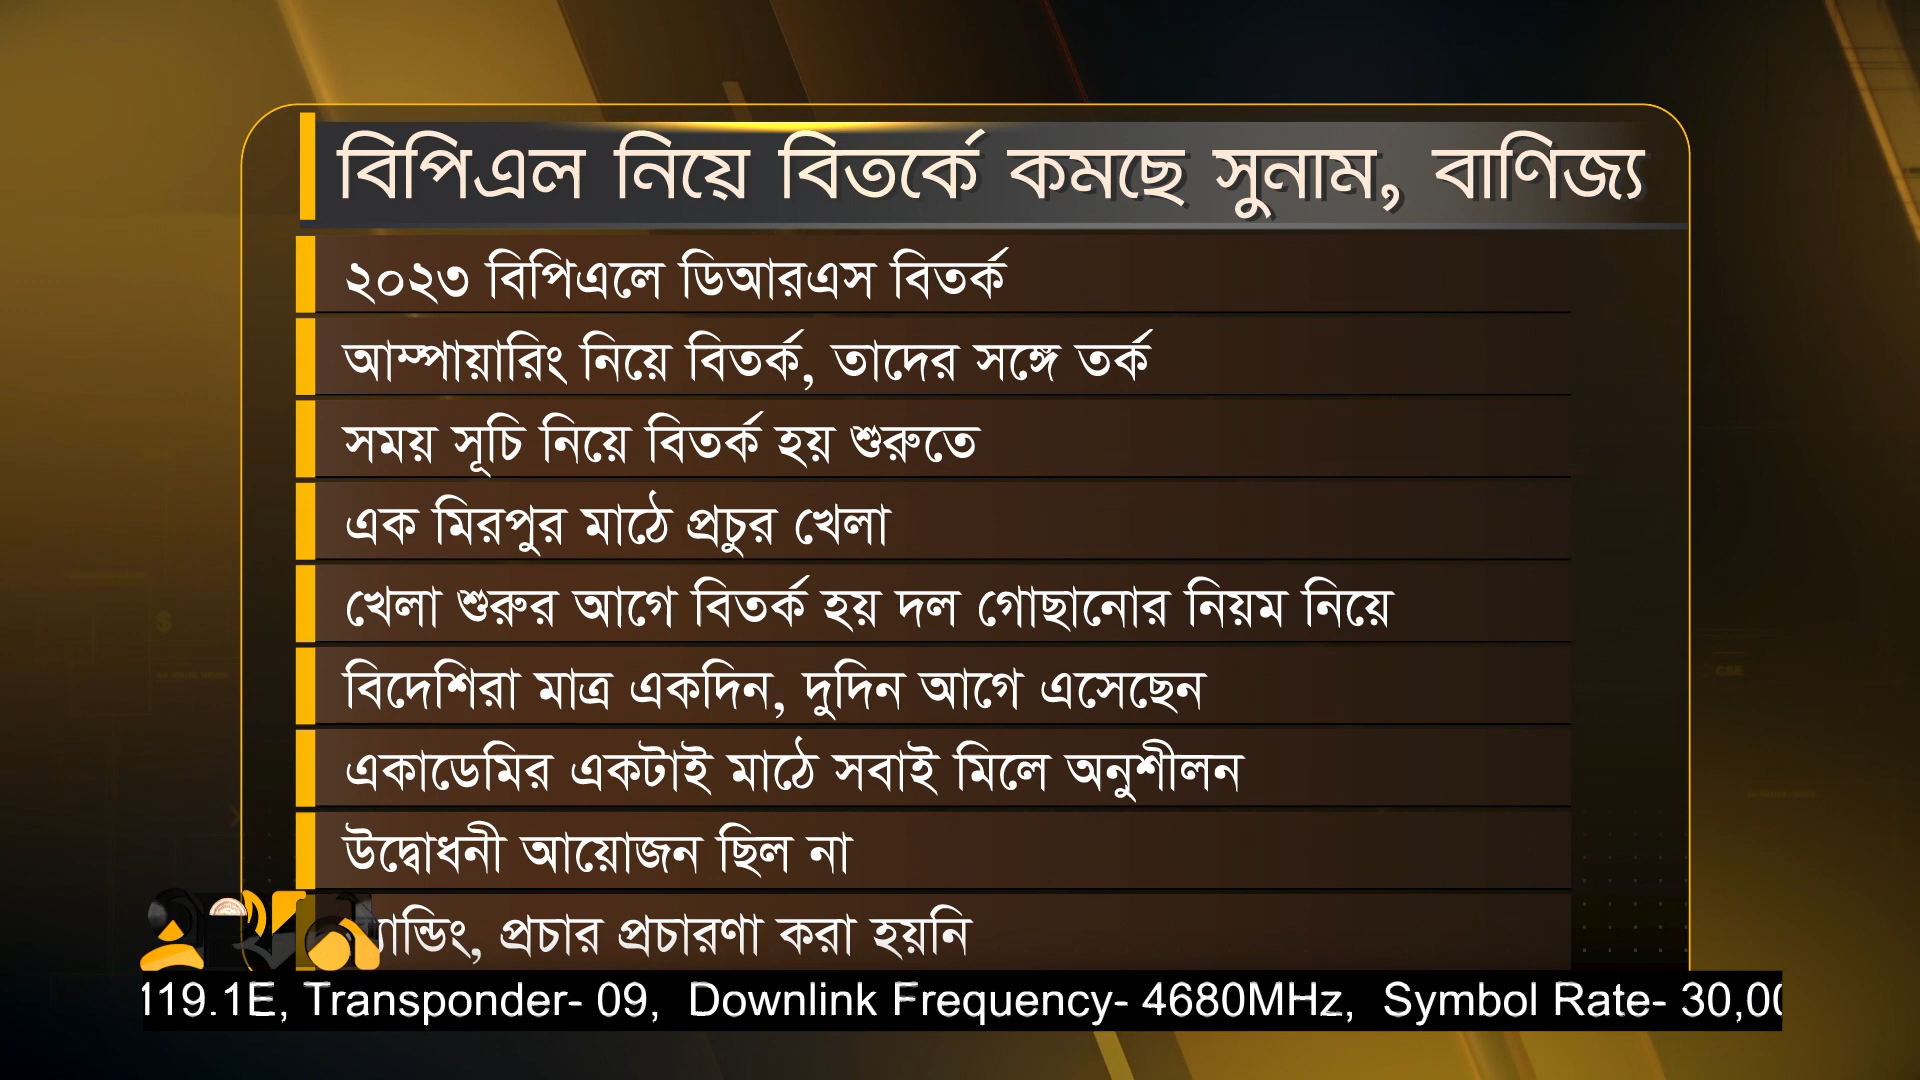 বিপিএল নিয়ে বিতর্কে কমছে সুনাম, বাণিজ্য
২০২৩ বিপিএলে ডিআরএস বিতর্ক
আম্পায়ারিং নিয়ে বিতর্ক, তাদের সঙ্গে তর্ক
সময় সূচি নিয়ে বিতর্ক হয় শুরুতে
এক মিরপুর মাঠে প্রচুর খেলা
খেলা শুরুর আগে বিতর্ক হয় দল গোছানোর নিয়ম নিয়ে
বিদেশিরা মাত্র একদিন, দুদিন আগে এসেছেন
একাডেমির একটাই মাঠে সবাই মিলে অনুশীলন
উদ্বোধনী আয়োজন ছিল না
প্রচার প্রচারণা করা হয়নি
119.1E, Transponder- 09, Downlink Frequency- 4680MHz, Symbol Rate- 30,00